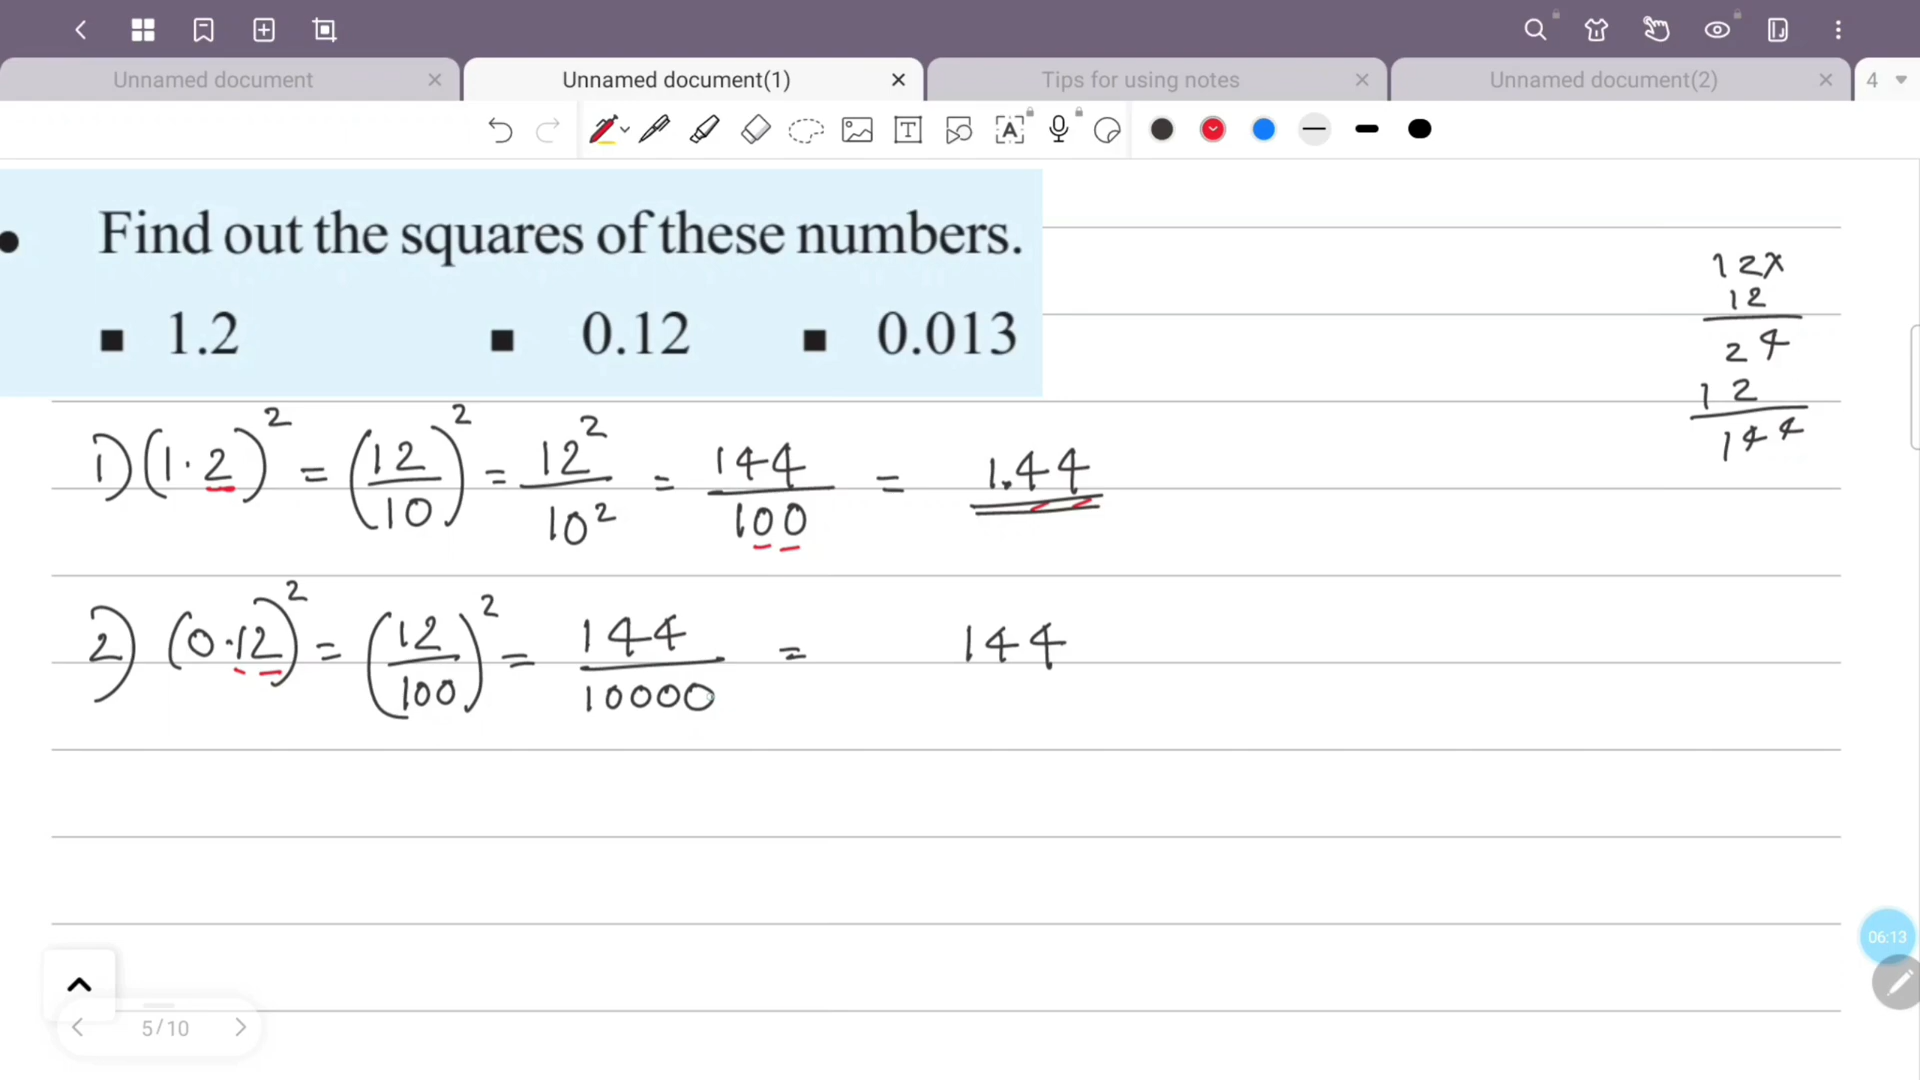 Unnamed document Unnamed document(1) Tips for using notes Unnamed document(2) 4
Find out the squares of these numbers.
1.2 0.12 0.013
12x
12
24
12
144
1) (1.2)² = (12/10)² = 12²/10² = 144/100 = 1.44
2) (0.12)² = (12/100)² = 144/10000 = 144
06:13
5/10